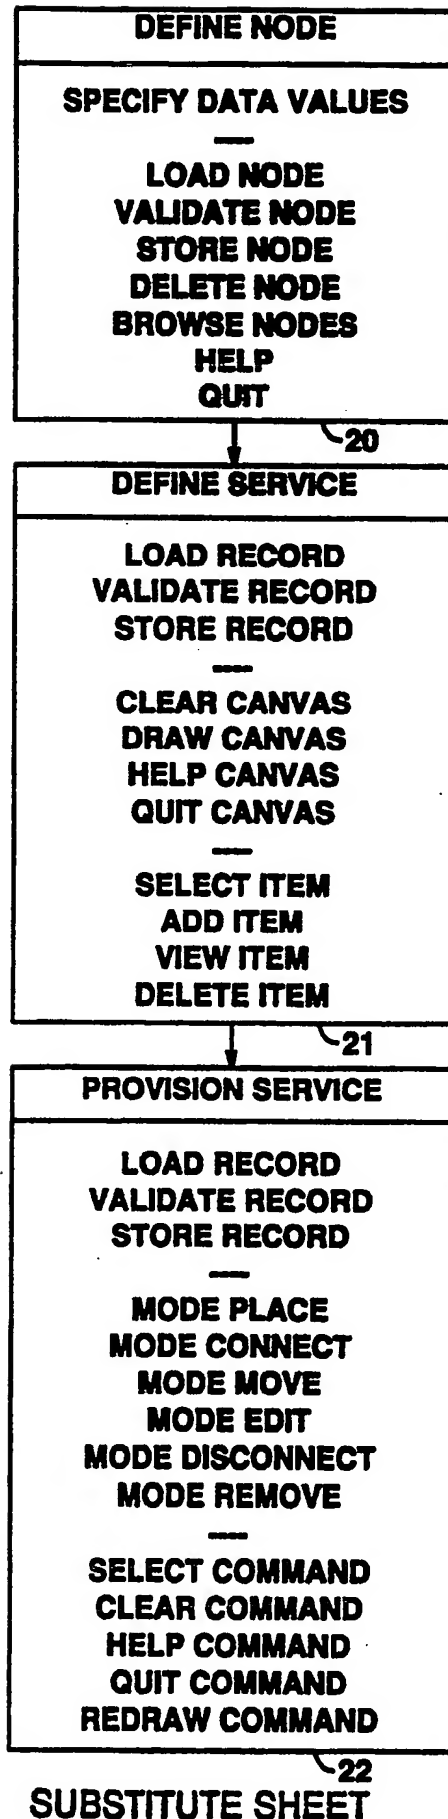 DEFINE NODE
SPECIFY DATA VALUES
----
LOAD NODE
VALIDATE NODE
STORE NODE
DELETE NODE
BROWSE NODES
HELP
QUIT
20
DEFINE SERVICE
LOAD RECORD
VALIDATE RECORD
STORE RECORD
----
CLEAR CANVAS
DRAW CANVAS
HELP CANVAS
QUIT CANVAS
----
SELECT ITEM
ADD ITEM
VIEW ITEM
DELETE ITEM
21
PROVISION SERVICE
LOAD RECORD
VALIDATE RECORD
STORE RECORD
----
MODE PLACE
MODE CONNECT
MODE MOVE
MODE EDIT
MODE DISCONNECT
MODE REMOVE
----
SELECT COMMAND
CLEAR COMMAND
HELP COMMAND
QUIT COMMAND
REDRAW COMMAND
22
SUBSTITUTE SHEET